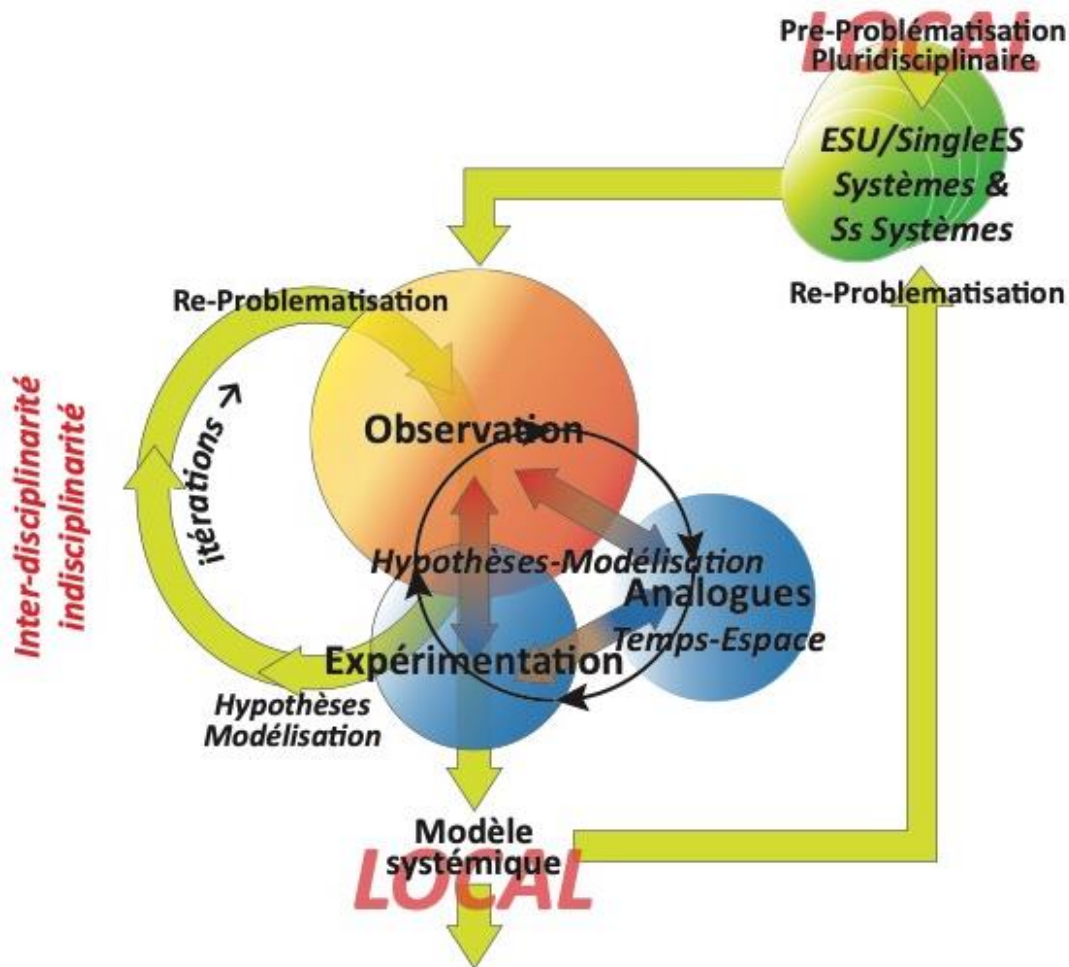 LOCAL
Pre-Problématisation
Pluridisciplinaire
ESU/SingleES
Systèmes &
Ss Systèmes
Re-Problematisation
Re-Problematisation
itérations →
Inter-disciplinarité
indisciplinarité
Observation
Hypothèses-Modélisation
Analogues
Temps-Espace
Expérimentation
Hypothèses
Modélisation
Modèle
systémique
LOCAL